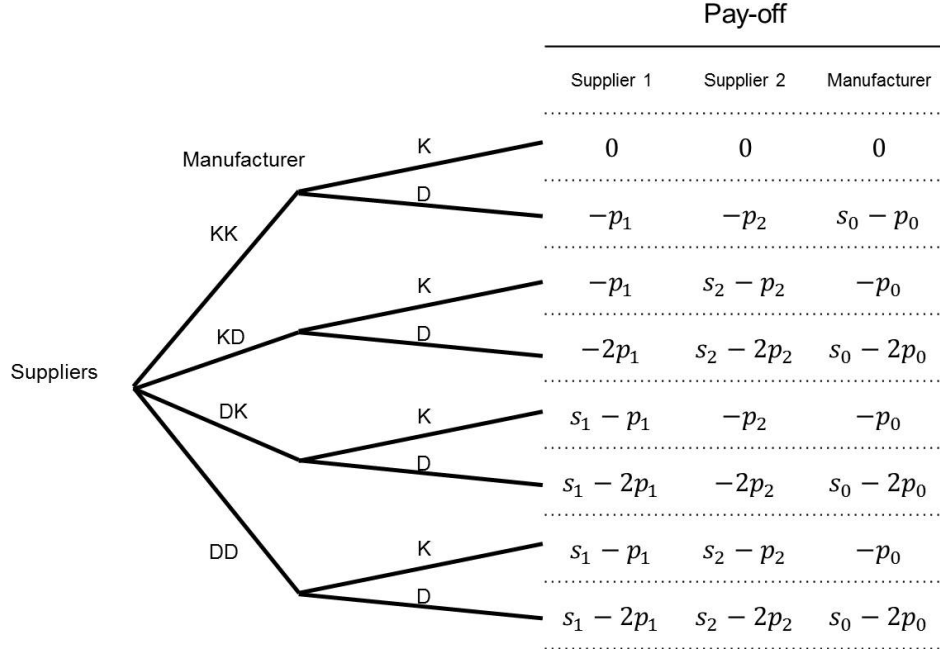 Pay-off
Supplier 1 Supplier 2 Manufacturer
K 0 0 0
Manufacturer
D −p₁ −p₂ s₀ − p₀
KK
K −p₁ s₂ − p₂ −p₀
KD D −2p₁ s₂ − 2p₂ s₀ − 2p₀
Suppliers
DK K s₁ − p₁ −p₂ −p₀
D s₁ − 2p₁ −2p₂ s₀ − 2p₀
DD K s₁ − p₁ s₂ − p₂ −p₀
D s₁ − 2p₁ s₂ − 2p₂ s₀ − 2p₀